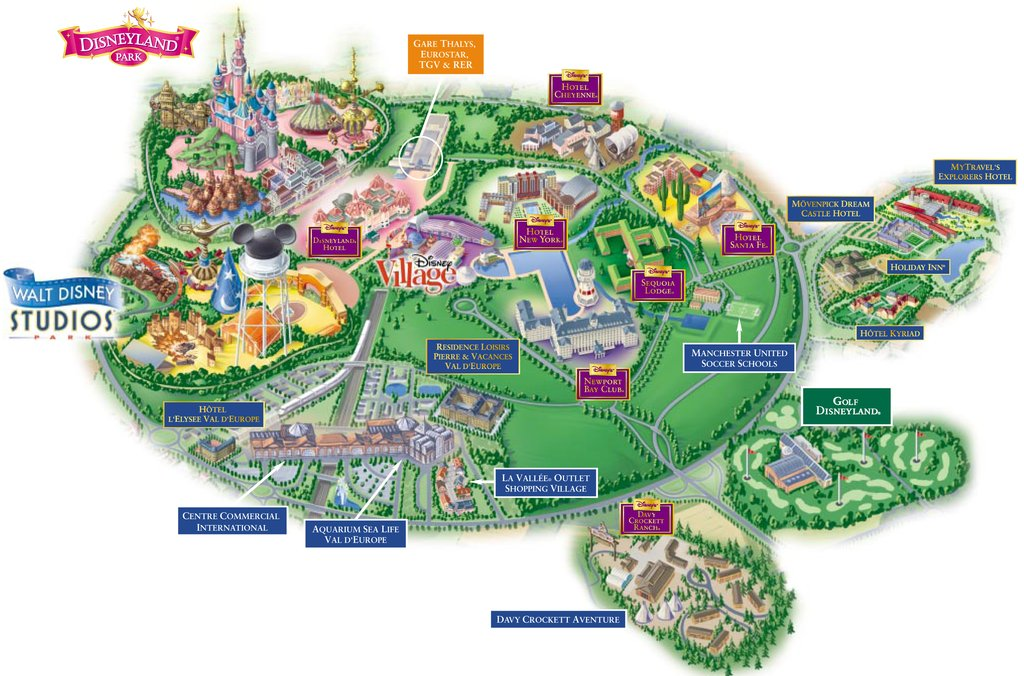 DISNEYLAND®
PARK
GARE THALYS,
EUROSTAR,
TGV & RER
Disney's
HOTEL
CHEYENNE®
MYTRAVEL'S
EXPLORERS HOTEL
MÖVENPICK DREAM
CASTLE HOTEL
Disney's
DISNEYLAND®
HOTEL
Disney's
HOTEL
NEW YORK®
Disney's
HOTEL
SANTA FE®
HOLIDAY INN®
DISNEY
Village
Disney's
SEQUOIA
LODGE®
WALT DISNEY
STUDIOS
PARK
HÔTEL KYRIAD
RESIDENCE LOISIRS
PIERRE & VACANCES
VAL D'EUROPE
MANCHESTER UNITED
SOCCER SCHOOLS
Disney's
NEWPORT
BAY CLUB®
HÔTEL
L'ELYSEE VAL D'EUROPE
GOLF
DISNEYLAND®
LA VALLÉE® OUTLET
SHOPPING VILLAGE
CENTRE COMMERCIAL
INTERNATIONAL
AQUARIUM SEA LIFE
VAL D'EUROPE
Disney's
DAVY
CROCKETT
RANCH®
DAVY CROCKETT AVENTURE